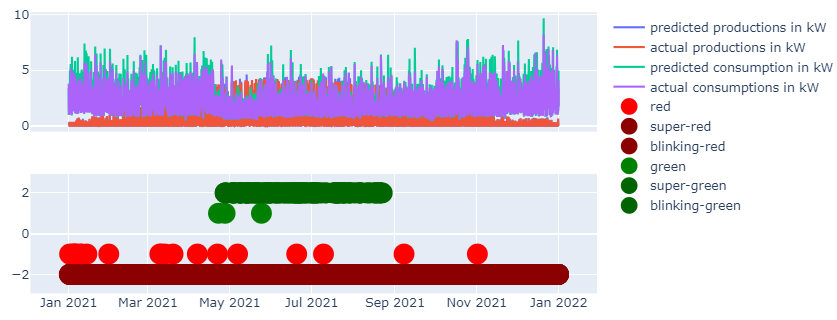 10
5
0
2
0
−2
Jan 2021
Mar 2021
May 2021
Jul 2021
Sep 2021
Nov 2021
Jan 2022
predicted productions in kW
actual productions in kW
predicted consumption in kW
actual consumptions in kW
red
super-red
blinking-red
green
super-green
blinking-green